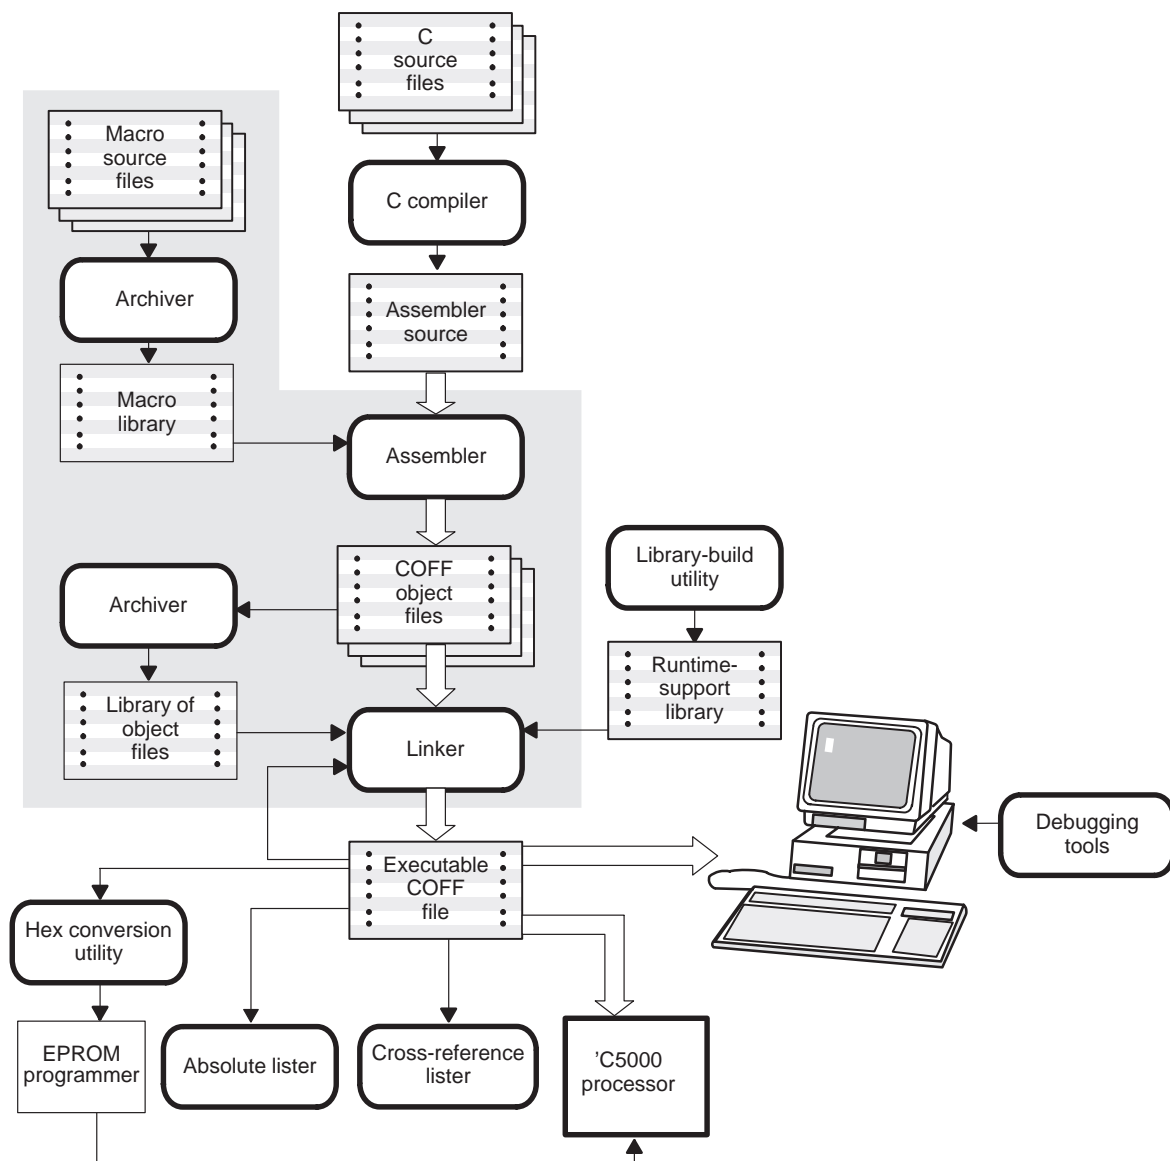 C
source
files
Macro
source
files
C compiler
Archiver
Assembler
source
Macro
library
Assembler
COFF
object
files
Library-build
utility
Archiver
Runtime-
support
library
Library of
object
files
Linker
Debugging
tools
Executable
COFF
file
Hex conversion
utility
EPROM
programmer
Absolute lister
Cross-reference
lister
’C5000
processor